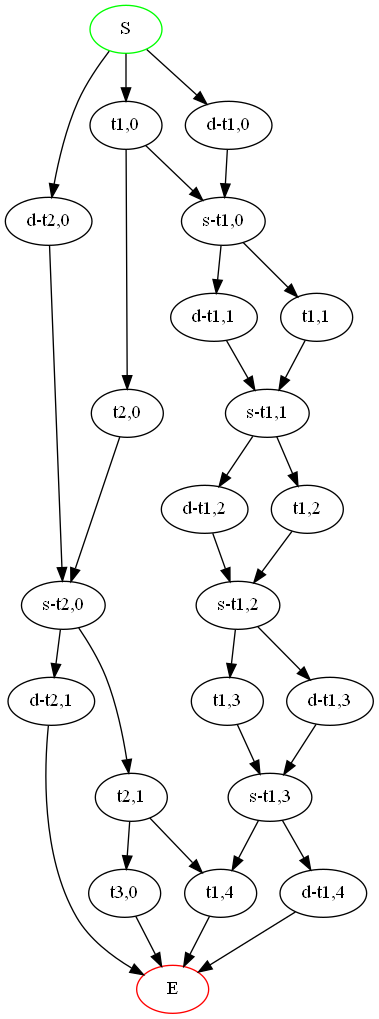 S
t1,0
d-t1,0
d-t2,0
s-t1,0
d-t1,1
t1,1
t2,0
s-t1,1
d-t1,2
t1,2
s-t2,0
s-t1,2
d-t2,1
t1,3
d-t1,3
t2,1
s-t1,3
t3,0
t1,4
d-t1,4
E